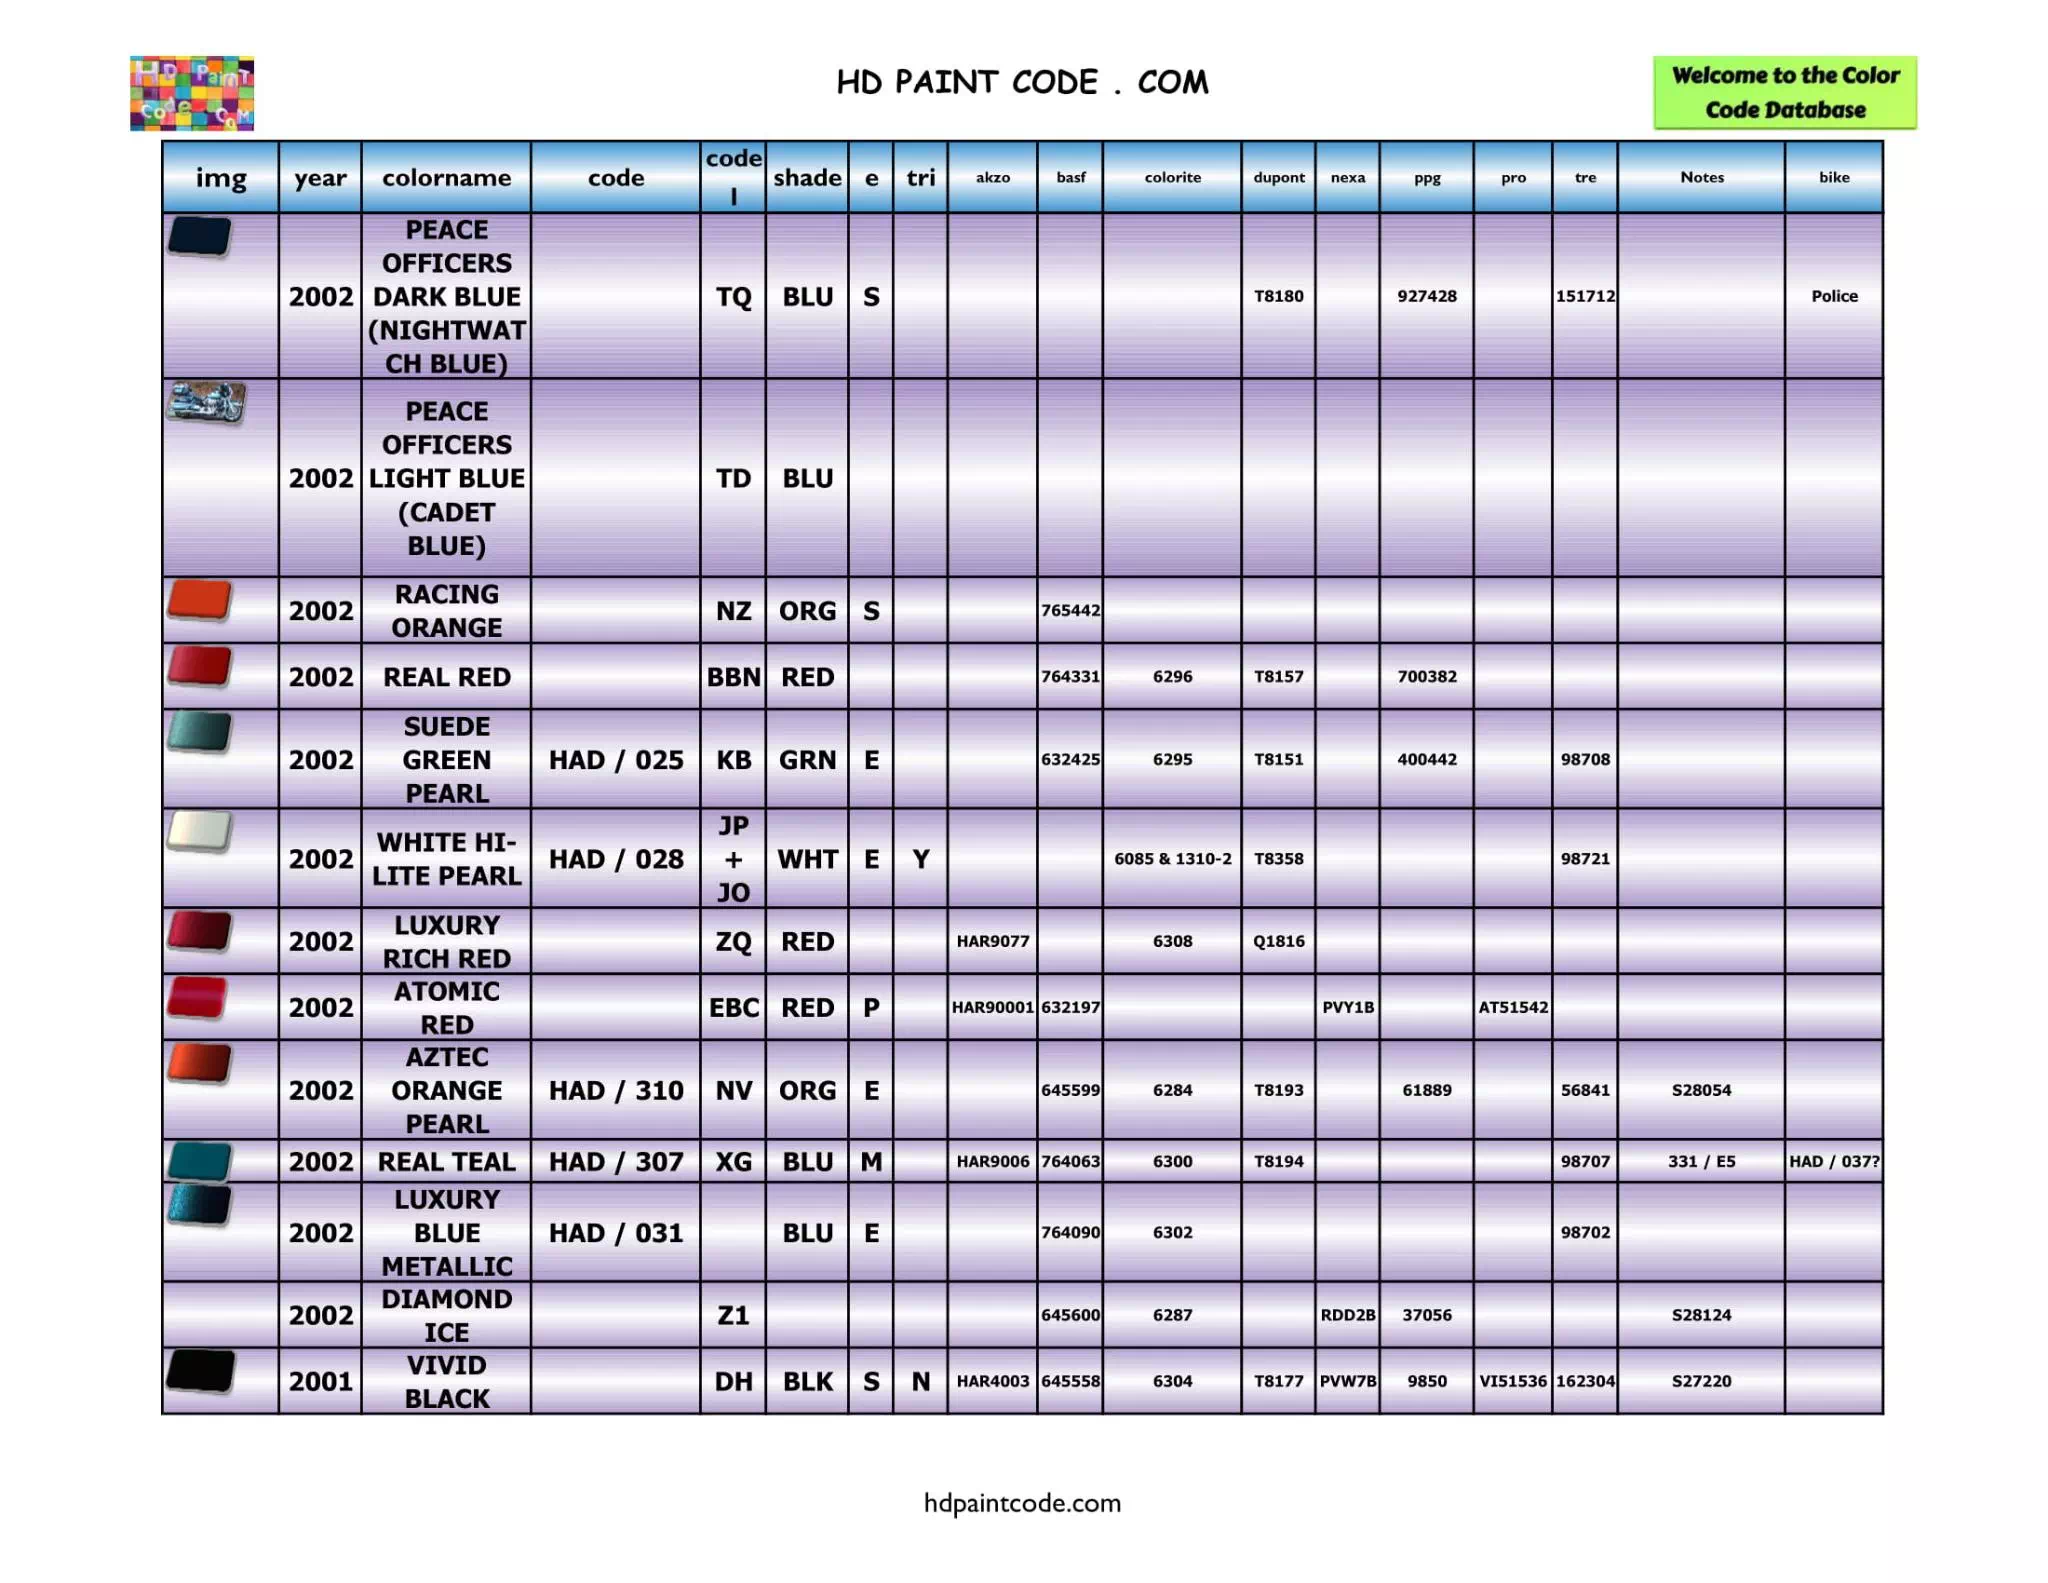 HD Paint Code CoM
HD PAINT CODE . COM
Welcome to the Color
Code Database
img year colorname code code l shade e tri akzo basf colorite dupont nexa ppg pro tre Notes bike
2002 PEACE OFFICERS DARK BLUE (NIGHTWATCH BLUE) TQ BLU S T8180 927428 151712 Police
2002 PEACE OFFICERS LIGHT BLUE (CADET BLUE) TD BLU
2002 RACING ORANGE NZ ORG S 765442
2002 REAL RED BBN RED 764331 6296 T8157 700382
2002 SUEDE GREEN PEARL HAD / 025 KB GRN E 632425 6295 T8151 400442 98708
2002 WHITE HI-LITE PEARL HAD / 028 JP + JO WHT E Y 6085 & 1310-2 T8358 98721
2002 LUXURY RICH RED ZQ RED HAR9077 6308 Q1816
2002 ATOMIC RED EBC RED P HAR90001 632197 PVY1B AT51542
2002 AZTEC ORANGE PEARL HAD / 310 NV ORG E 645599 6284 T8193 61889 56841 S28054
2002 REAL TEAL HAD / 307 XG BLU M HAR9006 764063 6300 T8194 98707 331 / E5 HAD / 037?
2002 LUXURY BLUE METALLIC HAD / 031 BLU E 764090 6302 98702
2002 DIAMOND ICE Z1 645600 6287 RDD2B 37056 S28124
2001 VIVID BLACK DH BLK S N HAR4003 645558 6304 T8177 PVW7B 9850 VI51536 162304 S27220
hdpaintcode.com